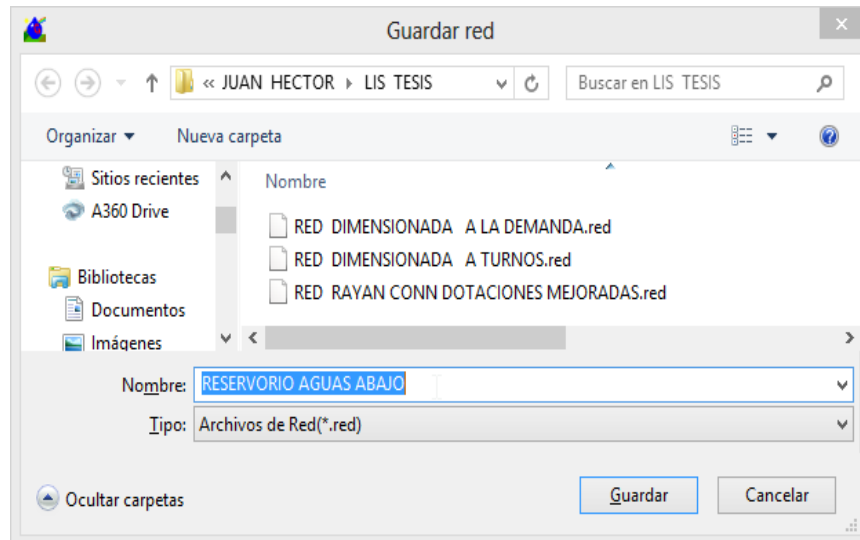 Guardar red
« JUAN HECTOR LIS TESIS
Buscar en LIS TESIS
Organizar
Nueva carpeta
Sitios recientes
A360 Drive
Bibliotecas
Documentos
Imágenes
Nombre
RED DIMENSIONADA A LA DEMANDA.red
RED DIMENSIONADA A TURNOS.red
RED RAYAN CONN DOTACIONES MEJORADAS.red
Nombre: RESERVORIO AGUAS ABAJO
Tipo: Archivos de Red(*.red)
Ocultar carpetas
Guardar
Cancelar